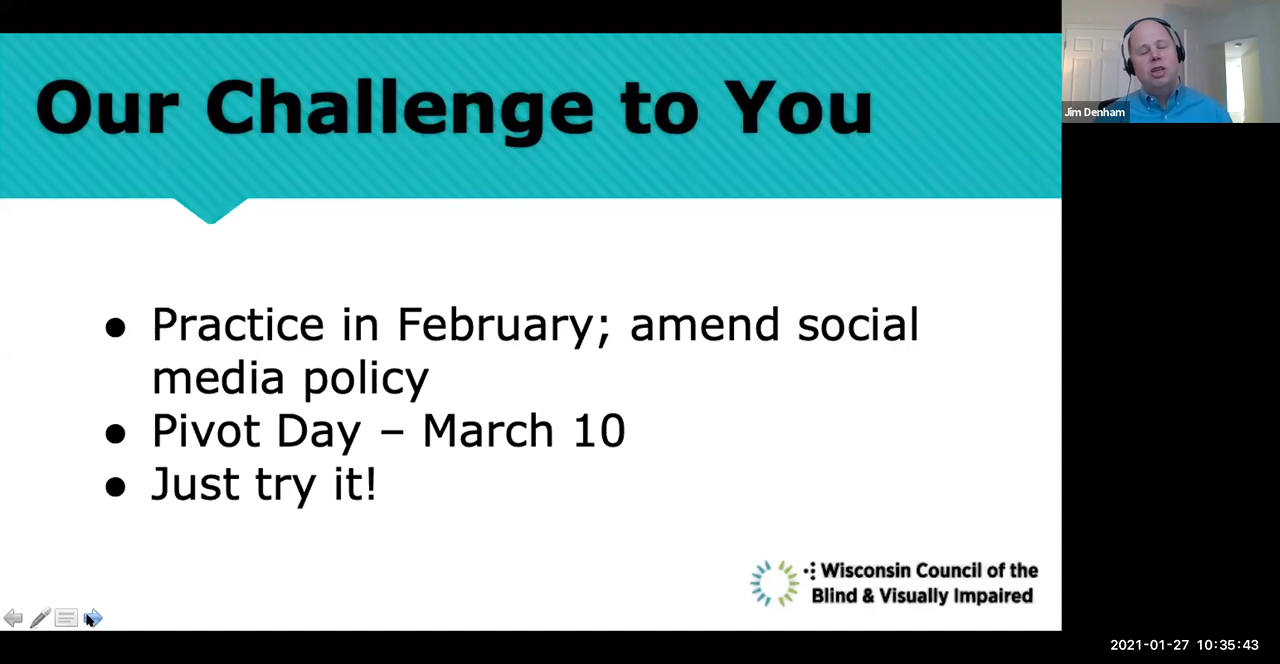 Our Challenge to You
Jim Denham
● Practice in February; amend social
media policy
● Pivot Day – March 10
● Just try it!
Wisconsin Council of the
Blind & Visually Impaired
2021-01-27 10:35:43